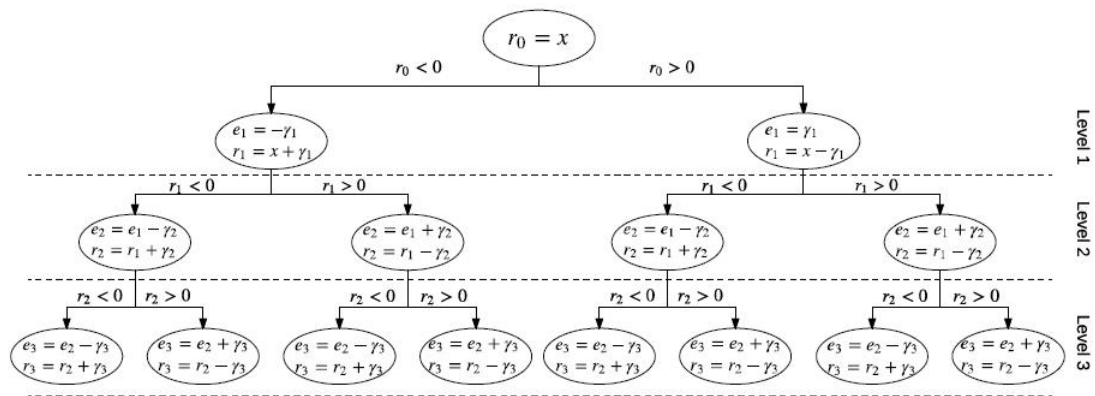 r₀ = x
r₀ < 0
r₀ > 0
e₁ = −γ₁
r₁ = x + γ₁
e₁ = γ₁
r₁ = x − γ₁
Level 1
r₁ < 0
r₁ > 0
r₁ < 0
r₁ > 0
e₂ = e₁ − γ₂
r₂ = r₁ + γ₂
e₂ = e₁ + γ₂
r₂ = r₁ − γ₂
e₂ = e₁ − γ₂
r₂ = r₁ + γ₂
e₂ = e₁ + γ₂
r₂ = r₁ − γ₂
Level 2
r₂ < 0
r₂ > 0
r₂ < 0
r₂ > 0
r₂ < 0
r₂ > 0
r₂ < 0
r₂ > 0
e₃ = e₂ − γ₃
r₃ = r₂ + γ₃
e₃ = e₂ + γ₃
r₃ = r₂ − γ₃
e₃ = e₂ − γ₃
r₃ = r₂ + γ₃
e₃ = e₂ + γ₃
r₃ = r₂ − γ₃
e₃ = e₂ − γ₃
r₃ = r₂ + γ₃
e₃ = e₂ + γ₃
r₃ = r₂ − γ₃
e₃ = e₂ − γ₃
r₃ = r₂ + γ₃
e₃ = e₂ + γ₃
r₃ = r₂ − γ₃
Level 3